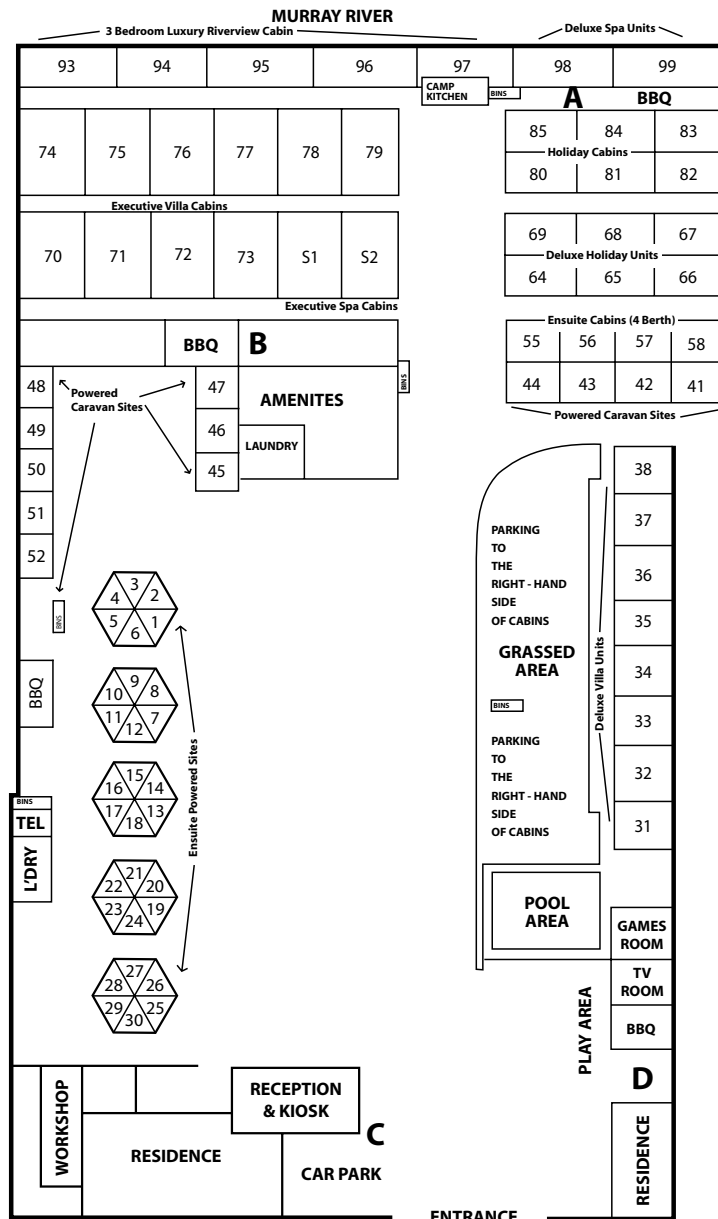 MURRAY RIVER
3 Bedroom Luxury Riverview Cabin
Deluxe Spa Units
93 94 95 96 97 98 99
CAMP
KITCHEN
BINS
A
BBQ
74 75 76 77 78 79
85 84 83
Holiday Cabins
80 81 82
Executive Villa Cabins
70 71 72 73 S1 S2
69 68 67
Deluxe Holiday Units
64 65 66
Executive Spa Cabins
Ensuite Cabins (4 Berth)
55 56 57 58
44 43 42 41
Powered Caravan Sites
BBQ
B
BINS
48
Powered
Caravan Sites
47
AMENITES
49
46
LAUNDRY
50
45
51
52
38
37
36
35
34
33
32
31
PARKING
TO
THE
RIGHT - HAND
SIDE
OF CABINS
GRASSED
AREA
BINS
PARKING
TO
THE
RIGHT - HAND
SIDE
OF CABINS
Deluxe Villa Units
3
4 2
5 1
6
BINS
BBQ
9
10 8
11 7
12
Ensuite Powered Sites
15
16 14
17 13
18
BINS
TEL
L'DRY
21
22 20
23 19
24
27
28 26
29 25
30
POOL
AREA
GAMES
ROOM
TV
ROOM
BBQ
PLAY AREA
D
RESIDENCE
WORKSHOP
RECEPTION
& KIOSK
C
RESIDENCE
CAR PARK
ENTRANCE